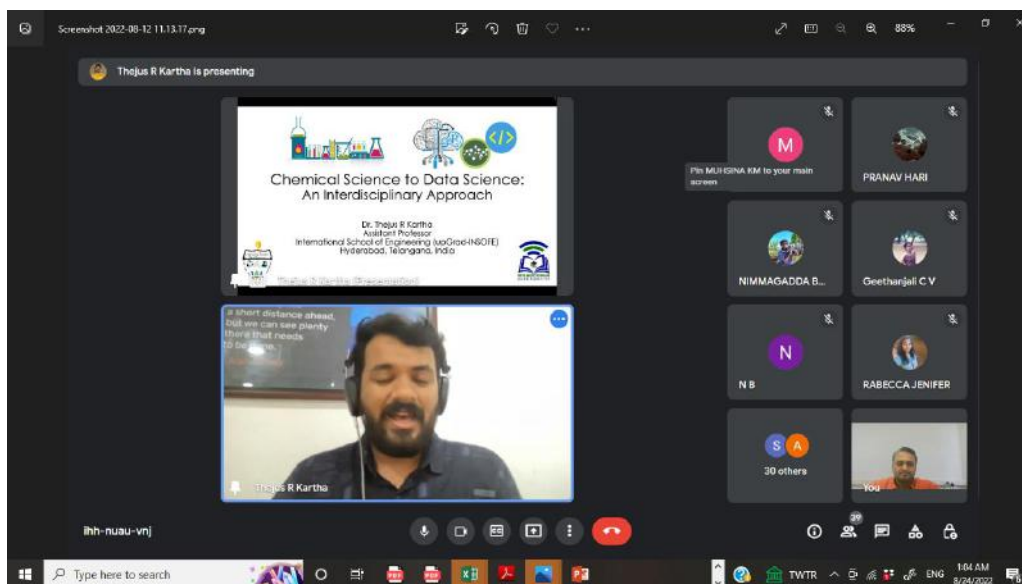 Screenshot 2022-08-12 11.13.17.png
88%
Thejus R Kartha is presenting
Chemical Science to Data Science:
An Interdisciplinary Approach
Dr. Thejus R Kartha
Assistant Professor
International School of Engineering (upGrad-INSOFE)
Hyderabad, Telangana, India
Thejus R Kartha (Presentation)
M
Pin MUHSINA KM to your main
screen
PRANAV HARI
NIMMAGADDA B...
Geethanjali C V
a short distance ahead,
but we can see plenty
there that needs
to be done.
Thejus R Kartha
N
N B
RABECCA JENIFER
S A
30 others
You
ihh-nuau-vnj
39
Type here to search
TWTR
ENG
1:04 AM
8/24/2022